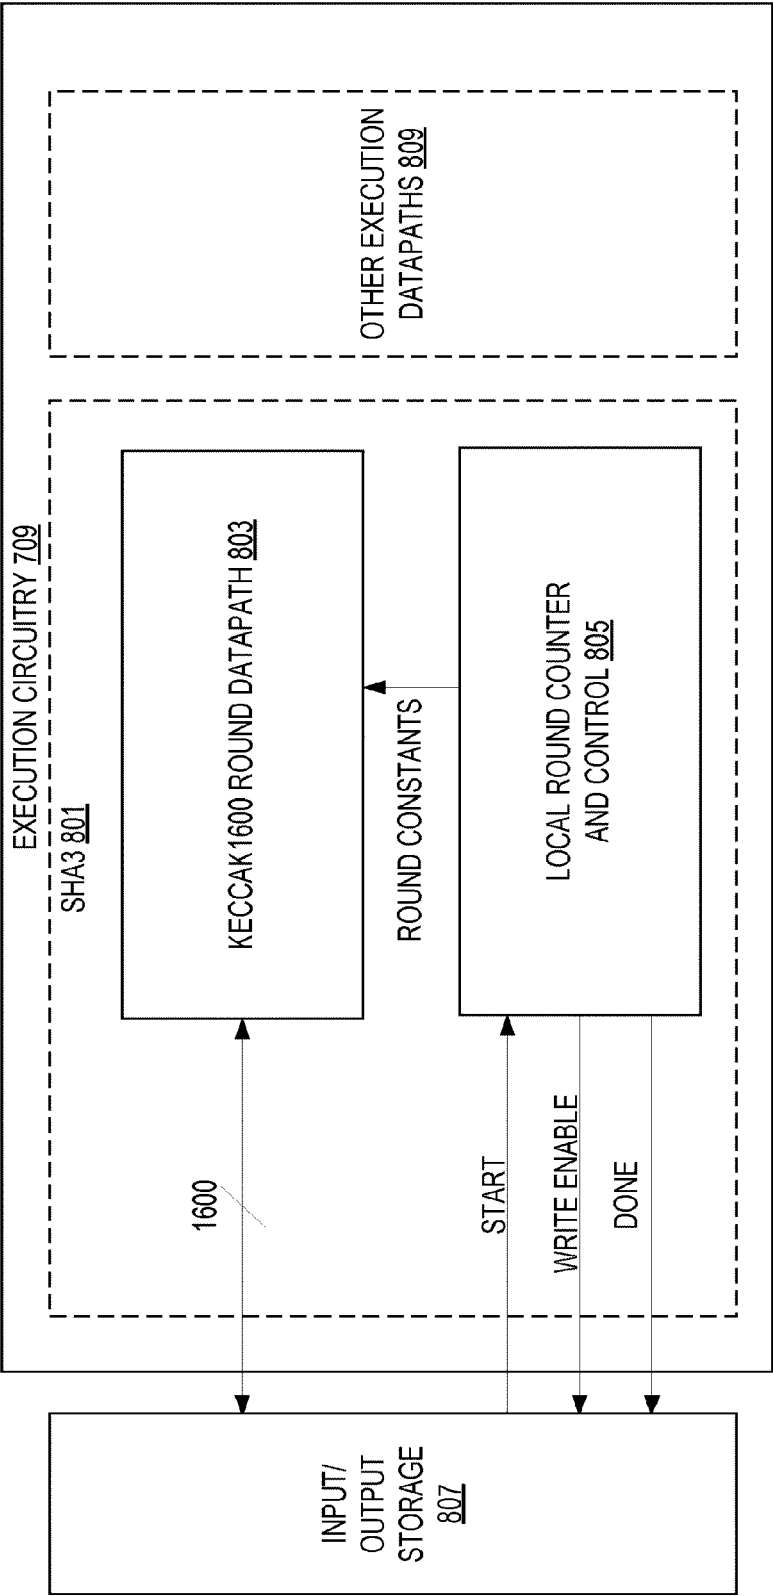 EXECUTION CIRCUITRY 709
SHA3 801
INPUT/
OUTPUT
STORAGE
807
1600
KECCAK1600 ROUND DATAPATH 803
ROUND CONSTANTS
START
WRITE ENABLE
DONE
LOCAL ROUND COUNTER
AND CONTROL 805
OTHER EXECUTION
DATAPATHS 809